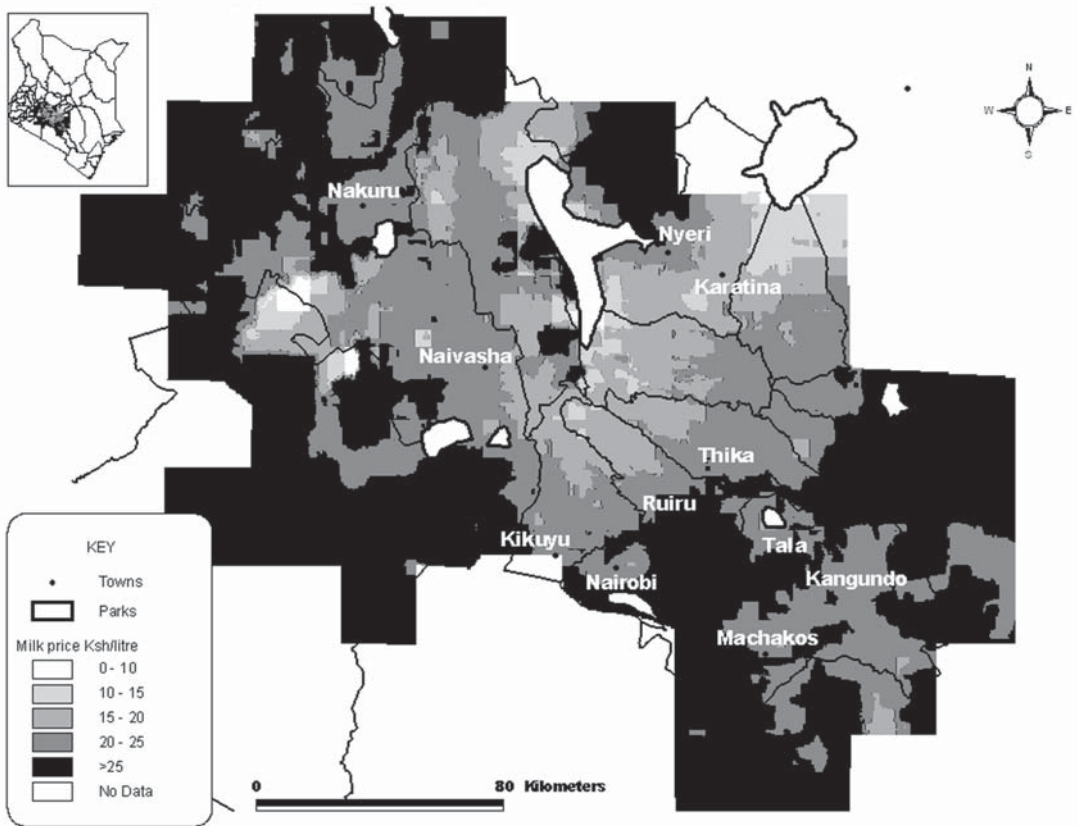 N
W E
S
Nakuru
Nyeri
Karatina
Naivasha
Thika
Ruiru
Kikuyu
Tala
Nairobi
Kangundo
Machakos
KEY
Towns
Parks
Milk price Ksh/litre
0 - 10
10 - 15
15 - 20
20 - 25
>25
No Data
0 80 Kilometers